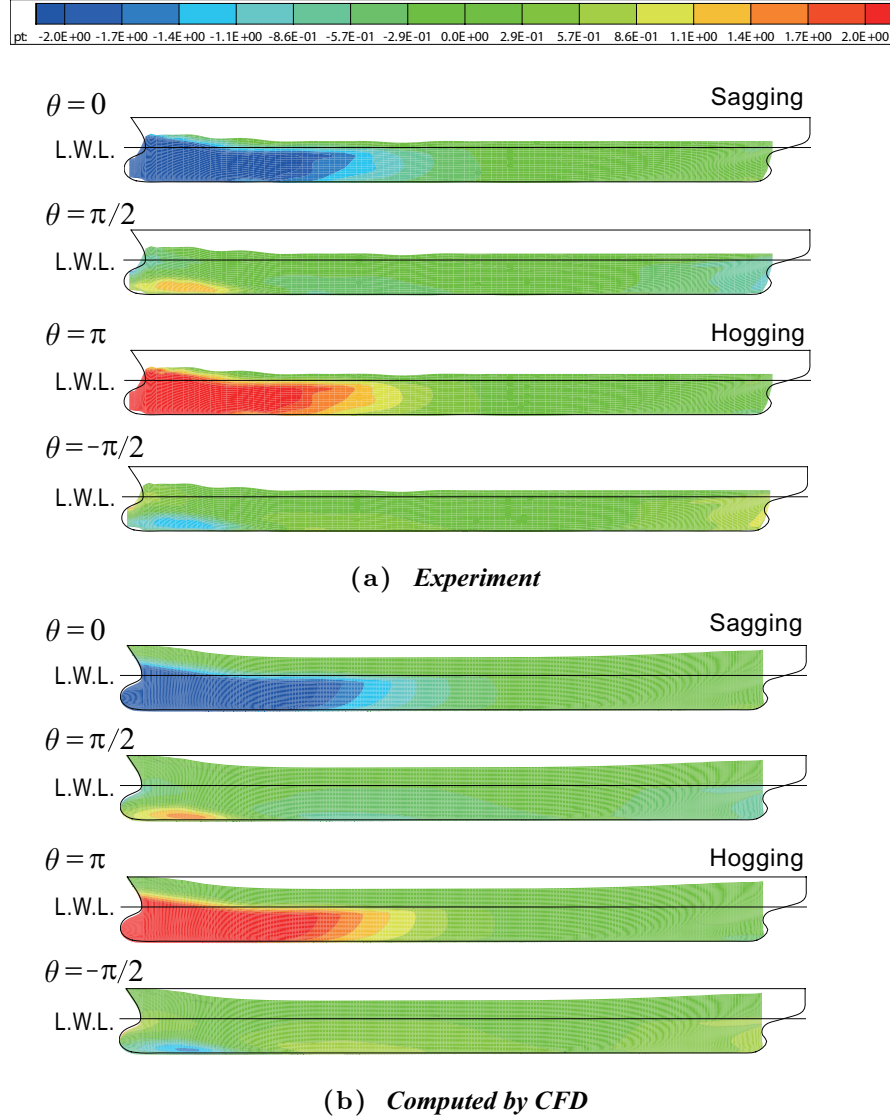 pt: -2.0E+00 -1.7E+00 -1.4E+00 -1.1E+00 -8.6E-01 -5.7E-01 -2.9E-01 0.0E+00 2.9E-01 5.7E-01 8.6E-01 1.1E+00 1.4E+00 1.7E+00 2.0E+00
θ=0 Sagging
L.W.L.
θ=π/2
L.W.L.
θ=π Hogging
L.W.L.
θ=-π/2
L.W.L.
(a) Experiment
θ=0 Sagging
L.W.L.
θ=π/2
L.W.L.
θ=π Hogging
L.W.L.
θ=-π/2
L.W.L.
(b) Computed by CFD